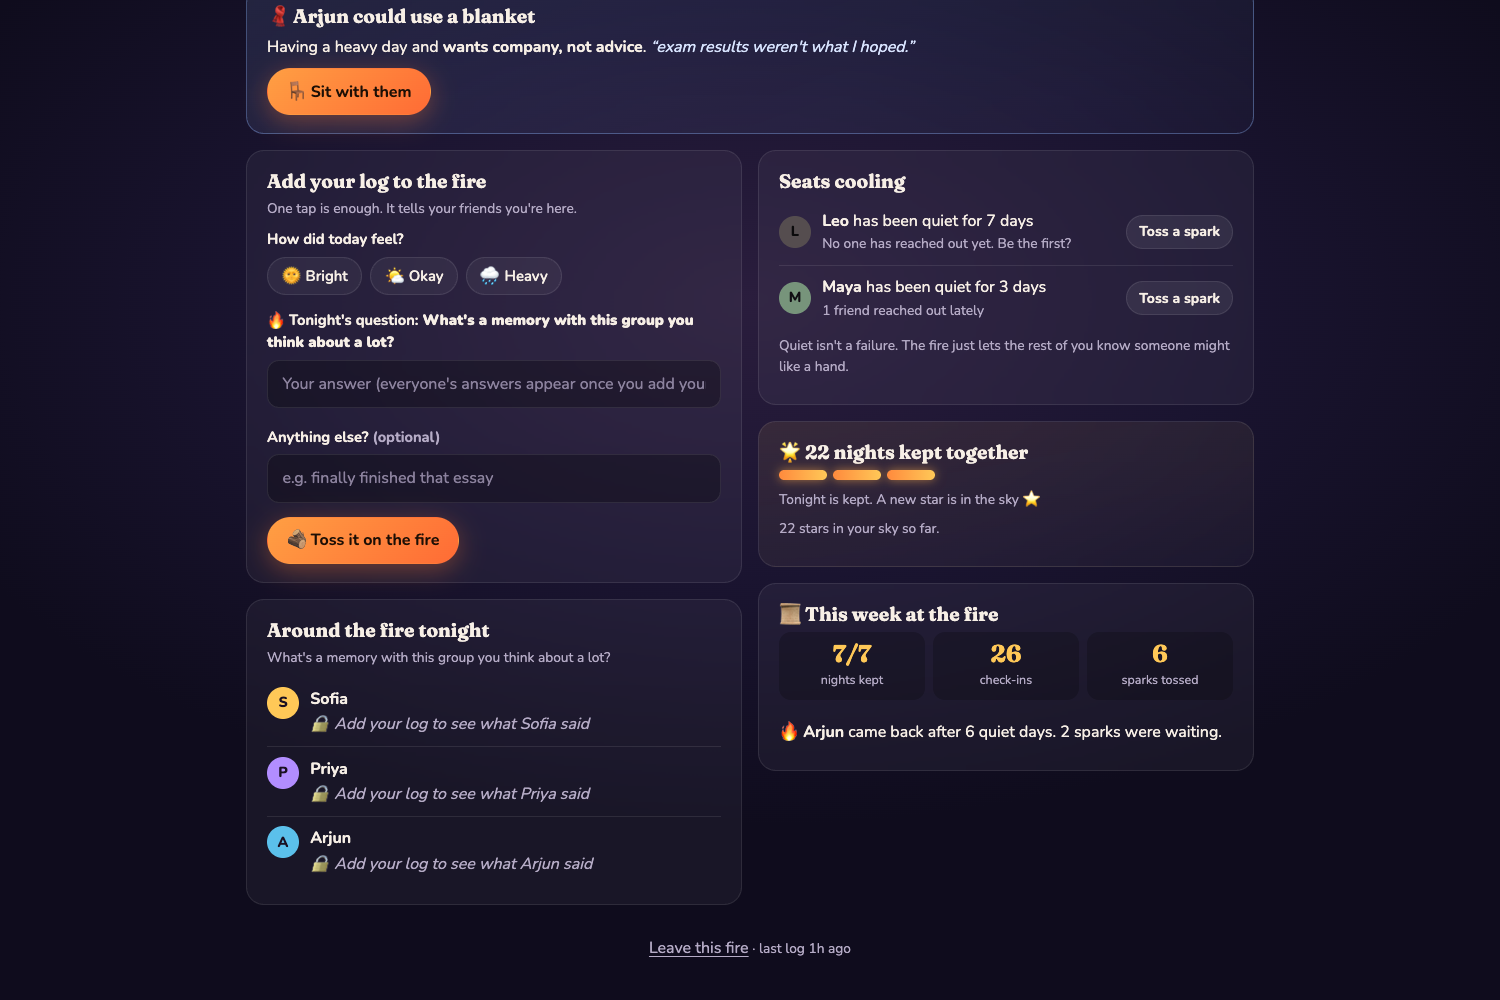 Arjun could use a blanket
Having a heavy day and wants company, not advice. “exam results weren't what I hoped.”
Sit with them
Add your log to the fire
One tap is enough. It tells your friends you're here.
How did today feel?
Bright
Okay
Heavy
Tonight's question: What's a memory with this group you
think about a lot?
Your answer (everyone's answers appear once you add you
Anything else? (optional)
e.g. finally finished that essay
Toss it on the fire
Around the fire tonight
What's a memory with this group you think about a lot?
S
Sofia
Add your log to see what Sofia said
P
Priya
Add your log to see what Priya said
A
Arjun
Add your log to see what Arjun said
Seats cooling
L
Leo has been quiet for 7 days
No one has reached out yet. Be the first?
Toss a spark
M
Maya has been quiet for 3 days
1 friend reached out lately
Toss a spark
Quiet isn't a failure. The fire just lets the rest of you know someone might
like a hand.
22 nights kept together
Tonight is kept. A new star is in the sky
22 stars in your sky so far.
This week at the fire
7/7
nights kept
26
check-ins
6
sparks tossed
Arjun came back after 6 quiet days. 2 sparks were waiting.
Leave this fire · last log 1h ago